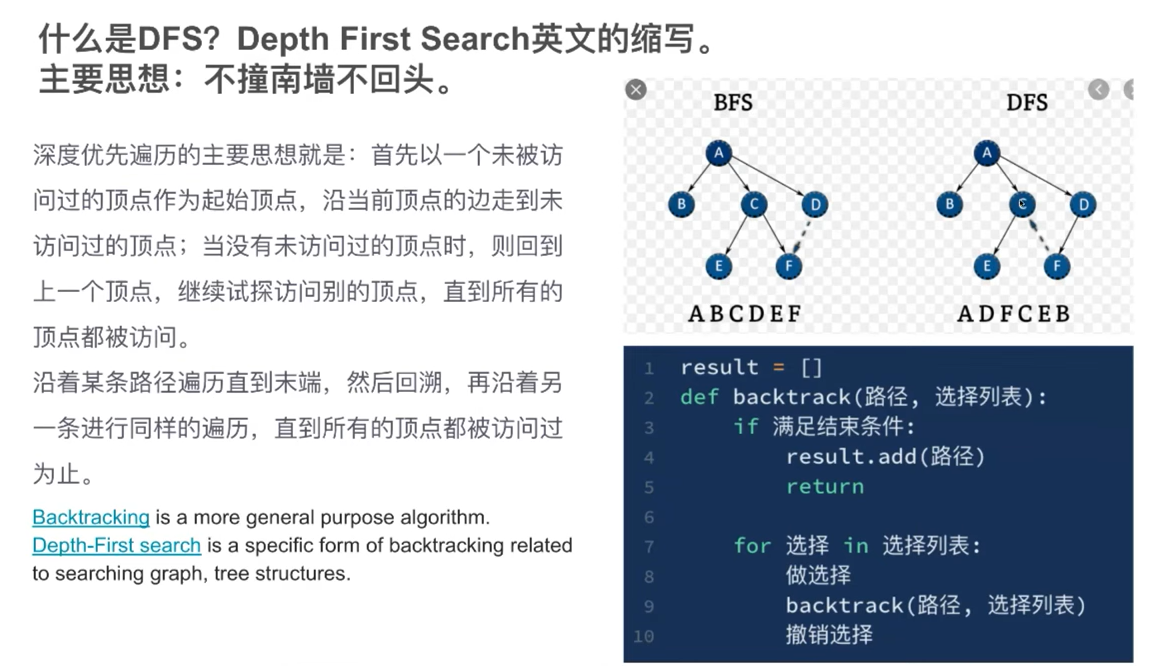 什么是DFS？Depth First Search英文的缩写。
主要思想：不撞南墙不回头。
深度优先遍历的主要思想就是：首先以一个未被访
问过的顶点作为起始顶点，沿当前顶点的边走到未
访问过的顶点；当没有未访问过的顶点时，则回到
上一个顶点，继续试探访问别的顶点，直到所有的
顶点都被访问。
沿着某条路径遍历直到末端，然后回溯，再沿着另
一条进行同样的遍历，直到所有的顶点都被访问过
为止。
Backtracking is a more general purpose algorithm.
Depth-First search is a specific form of backtracking related
to searching graph, tree structures.
BFS
A
B C D
E F
A B C D E F
DFS
A
B C D
E F
A D F C E B
1 result = []
2 def backtrack(路径, 选择列表):
3 if 满足结束条件:
4 result.add(路径)
5 return
6
7 for 选择 in 选择列表:
8 做选择
9 backtrack(路径, 选择列表)
10 撤销选择